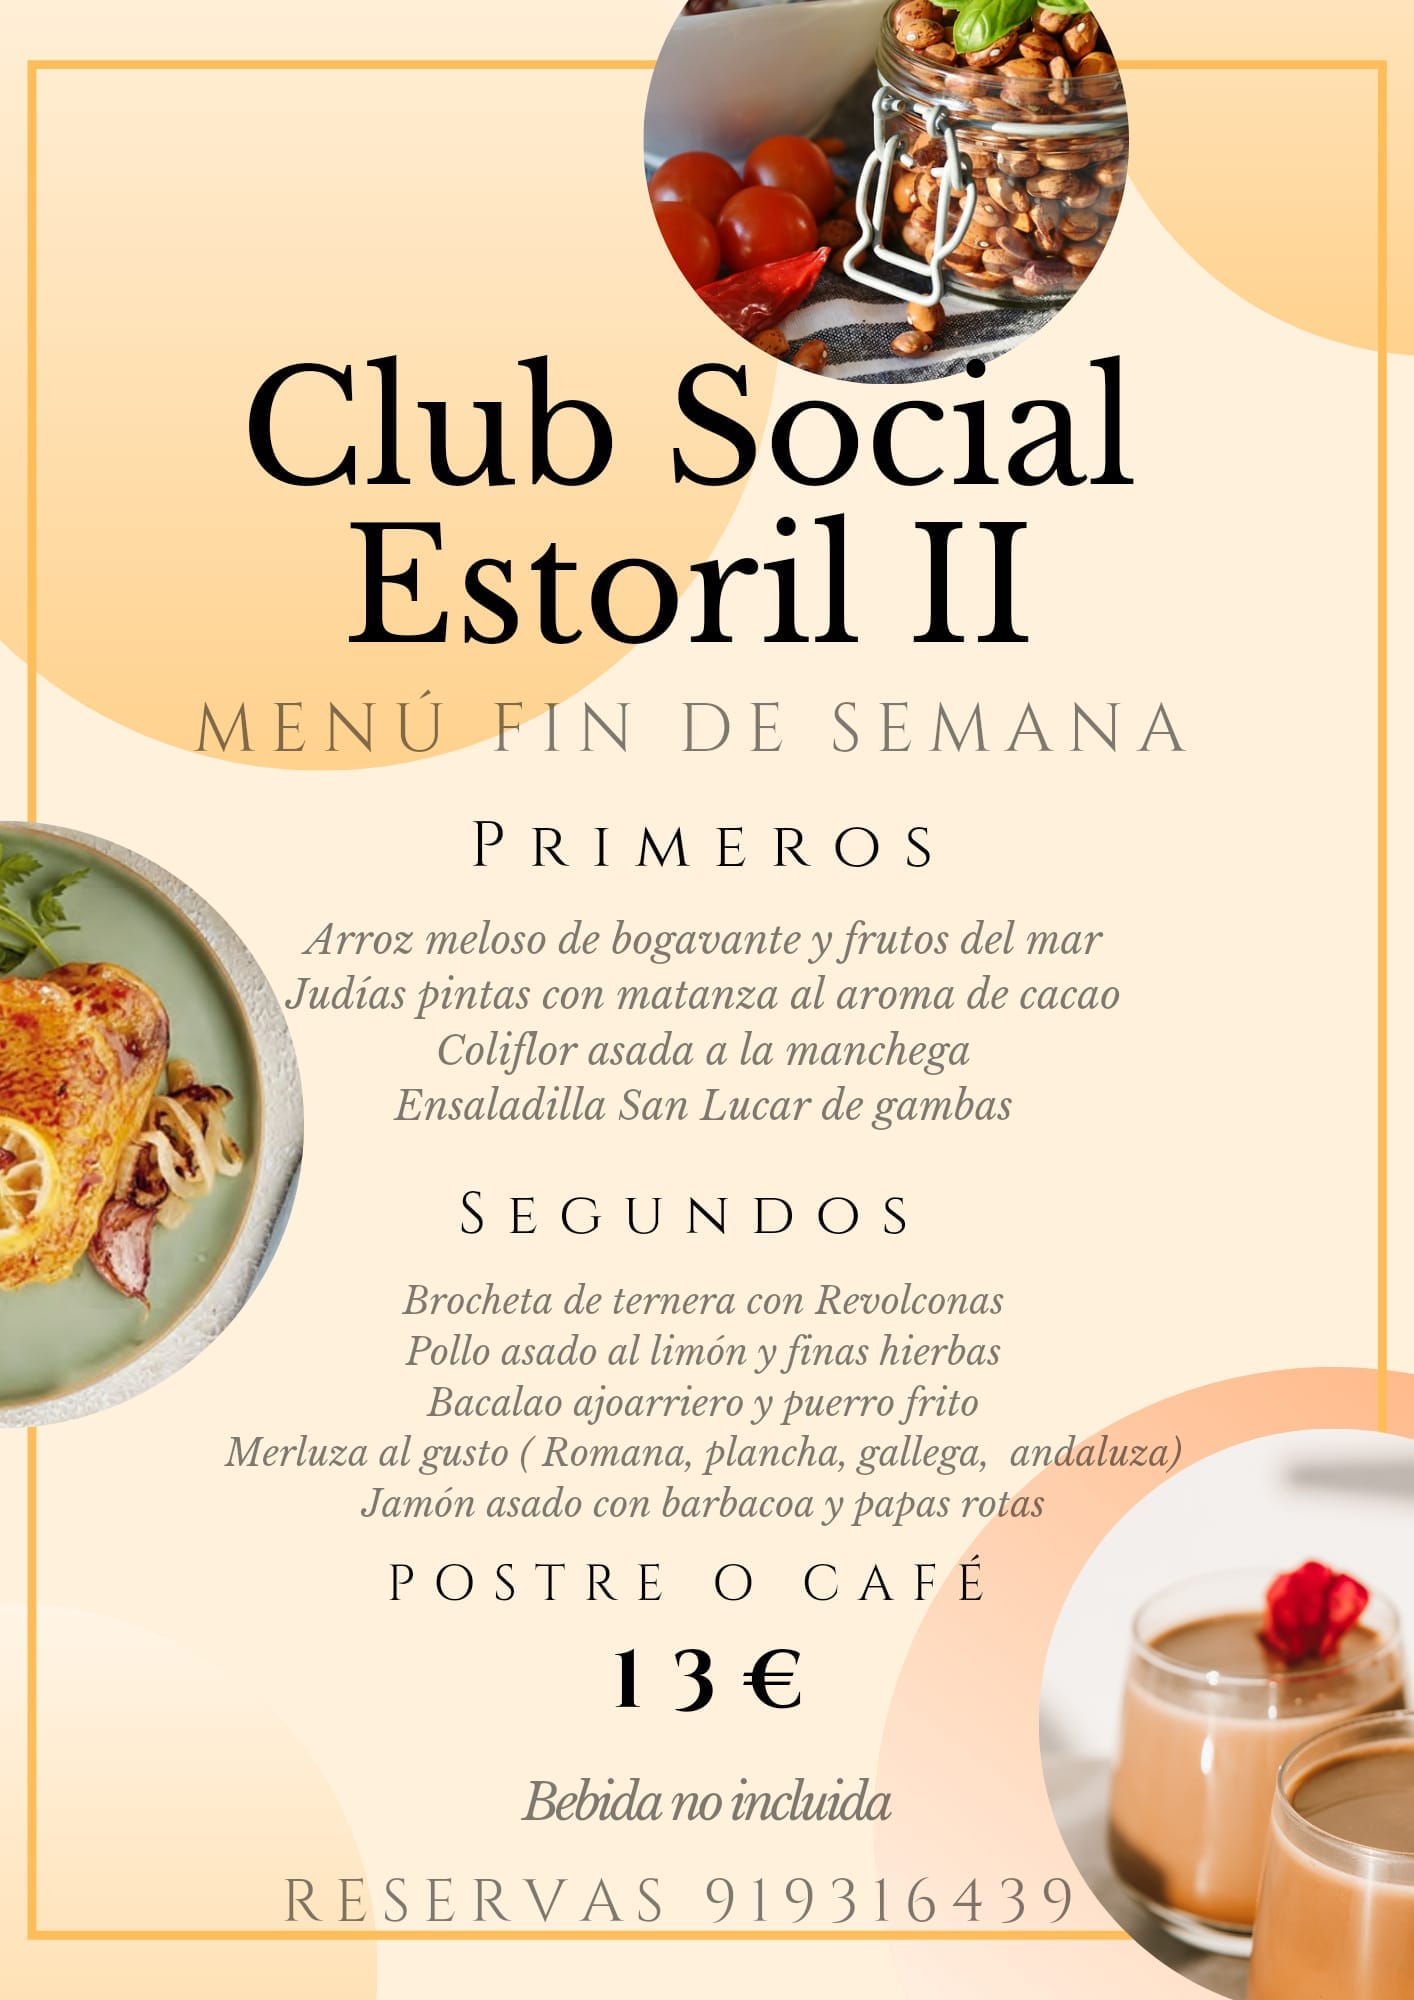 Club Social
Estoril II
MENÚ FIN DE SEMANA
PRIMEROS
Arroz meloso de bogavante y frutos del mar
Judías pintas con matanza al aroma de cacao
Coliflor asada a la manchega
Ensaladilla San Lucar de gambas
SEGUNDOS
Brocheta de ternera con Revolconas
Pollo asado al limón y finas hierbas
Bacalao ajoarriero y puerro frito
Merluza al gusto ( Romana, plancha, gallega,  andaluza)
Jamón asado con barbacoa y papas rotas
POSTRE O CAFÉ
13€
Bebida no incluida
RESERVAS 919316439